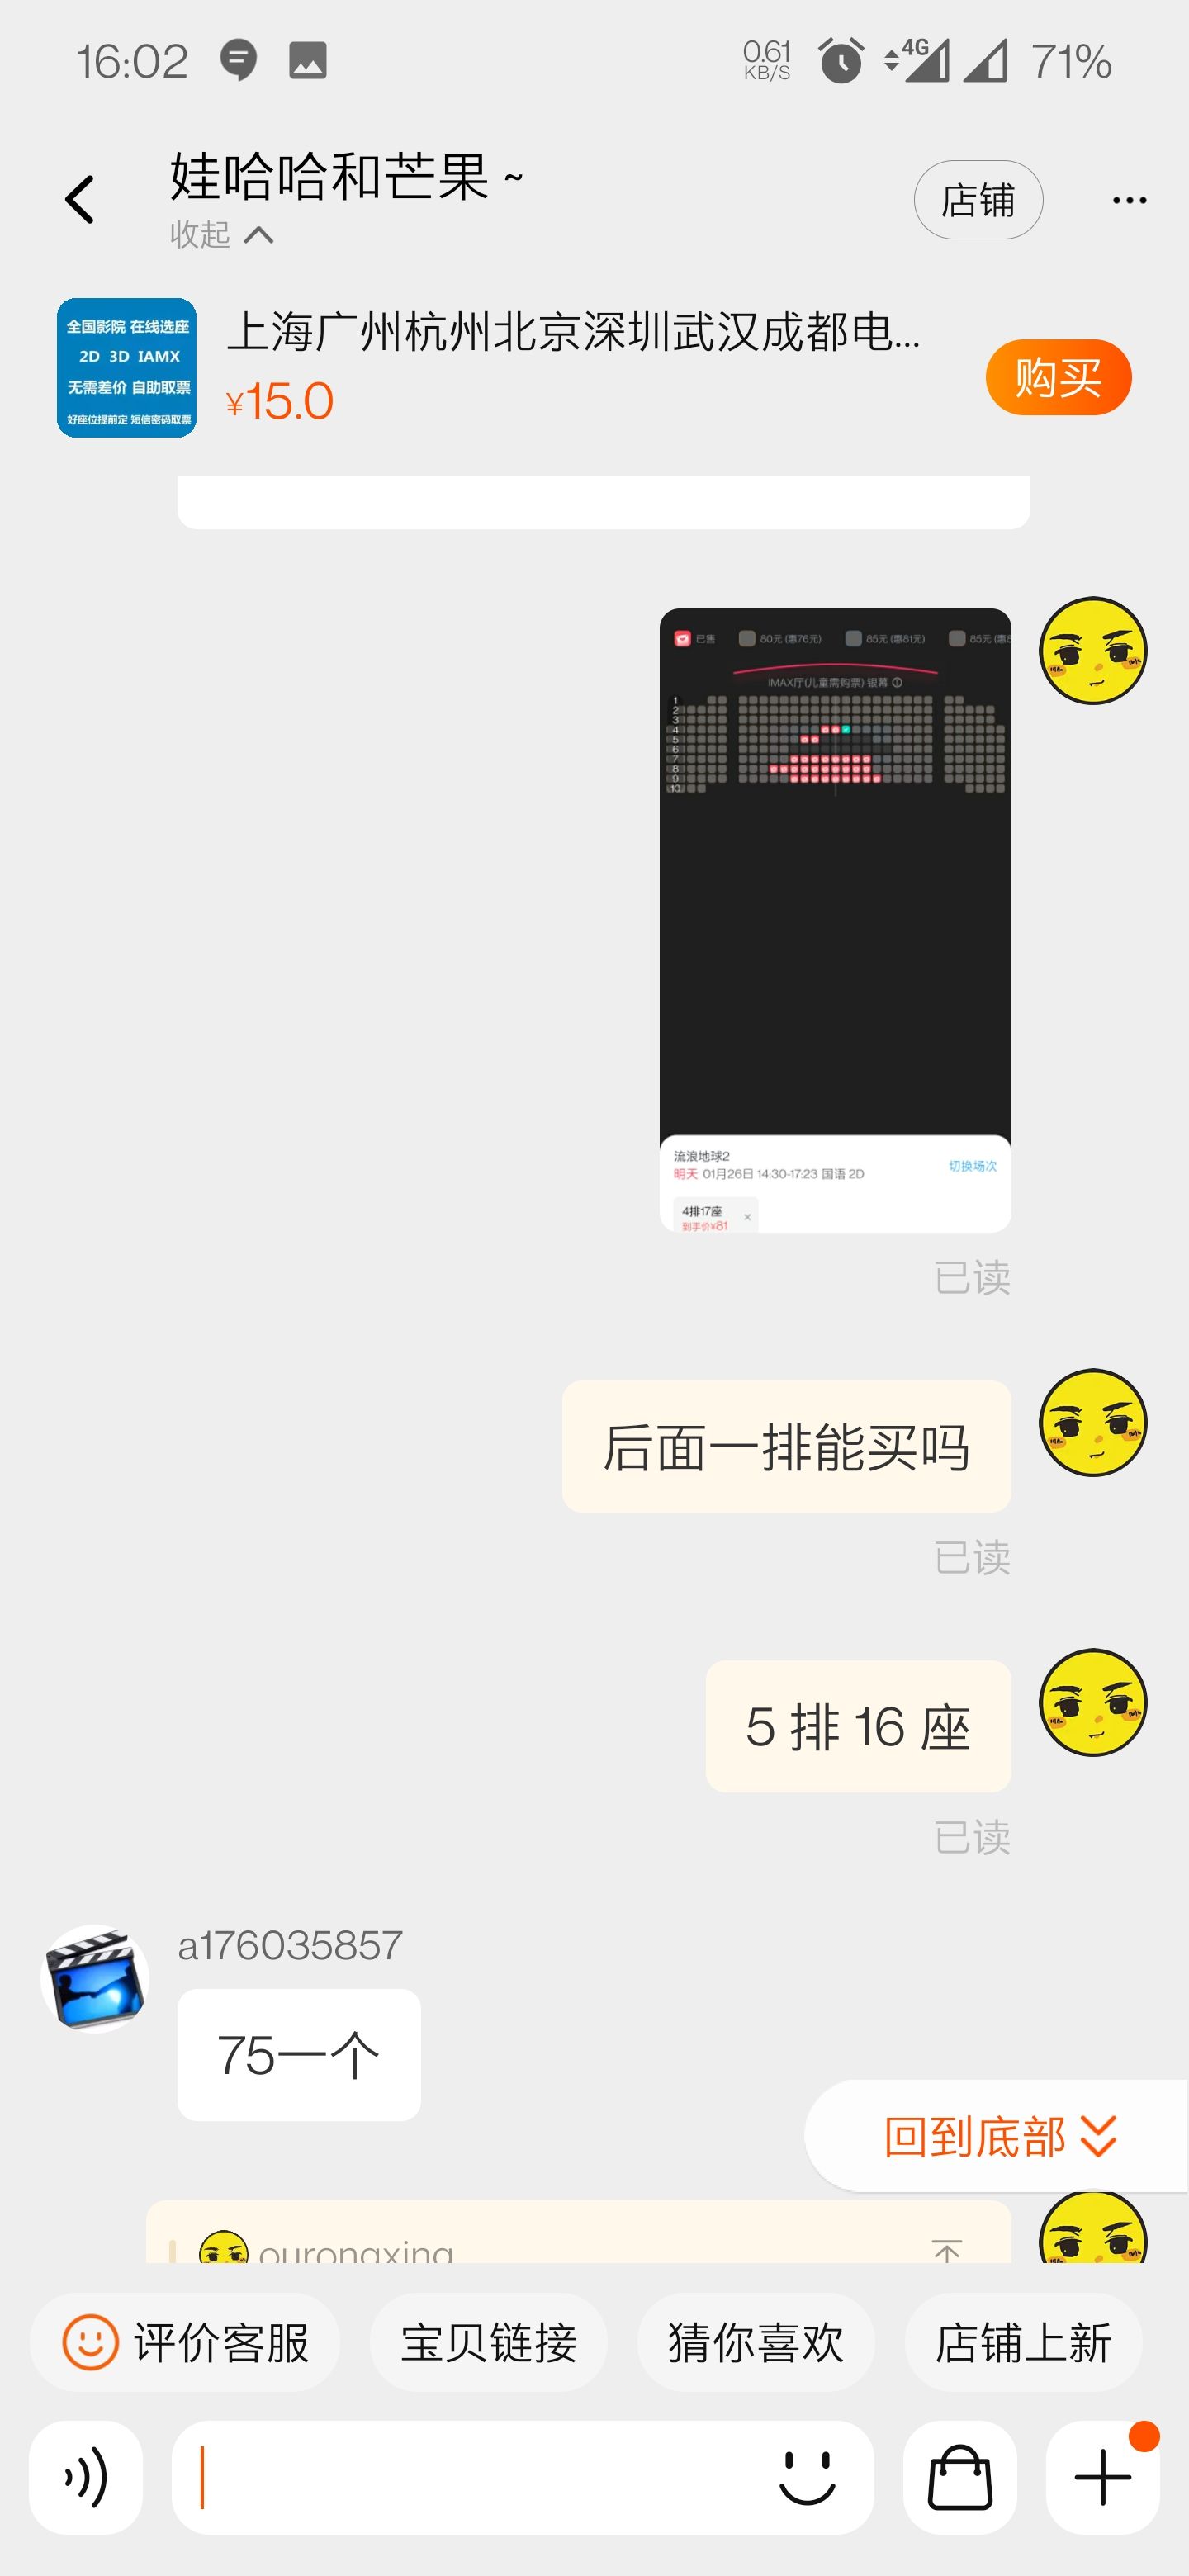 16:02
0.61
KB/S
4G
71%
娃哈哈和芒果 ~
收起
店铺
全国影院 在线选座
2D 3D IAMX
无需差价 自助取票
好座位提前定 短信密码取票
上海广州杭州北京深圳武汉成都电...
¥15.0
购买
已售
80元 (惠76元)
85元 (惠81元)
85元 (惠8
IMAX厅(儿童需购票) 银幕
1
2
3
4
5
6
7
8
9
10
流浪地球2
明天 01月26日 14:30-17:23 国语 2D
切换场次
4排17座
到手价¥81
已读
后面一排能买吗
已读
5 排 16 座
已读
a176035857
75一个
回到底部
ourongxing
评价客服
宝贝链接
猜你喜欢
店铺上新